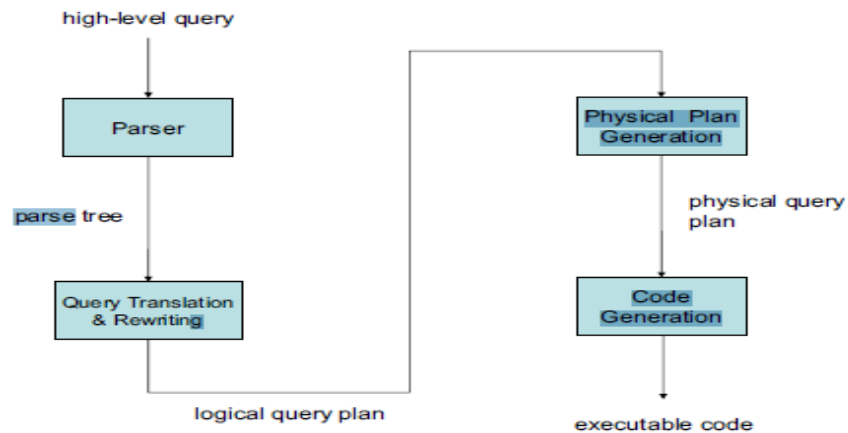 high-level query
Parser
parse tree
Query Translation
& Rewriting
logical query plan
Physical Plan
Generation
physical query
plan
Code
Generation
executable code